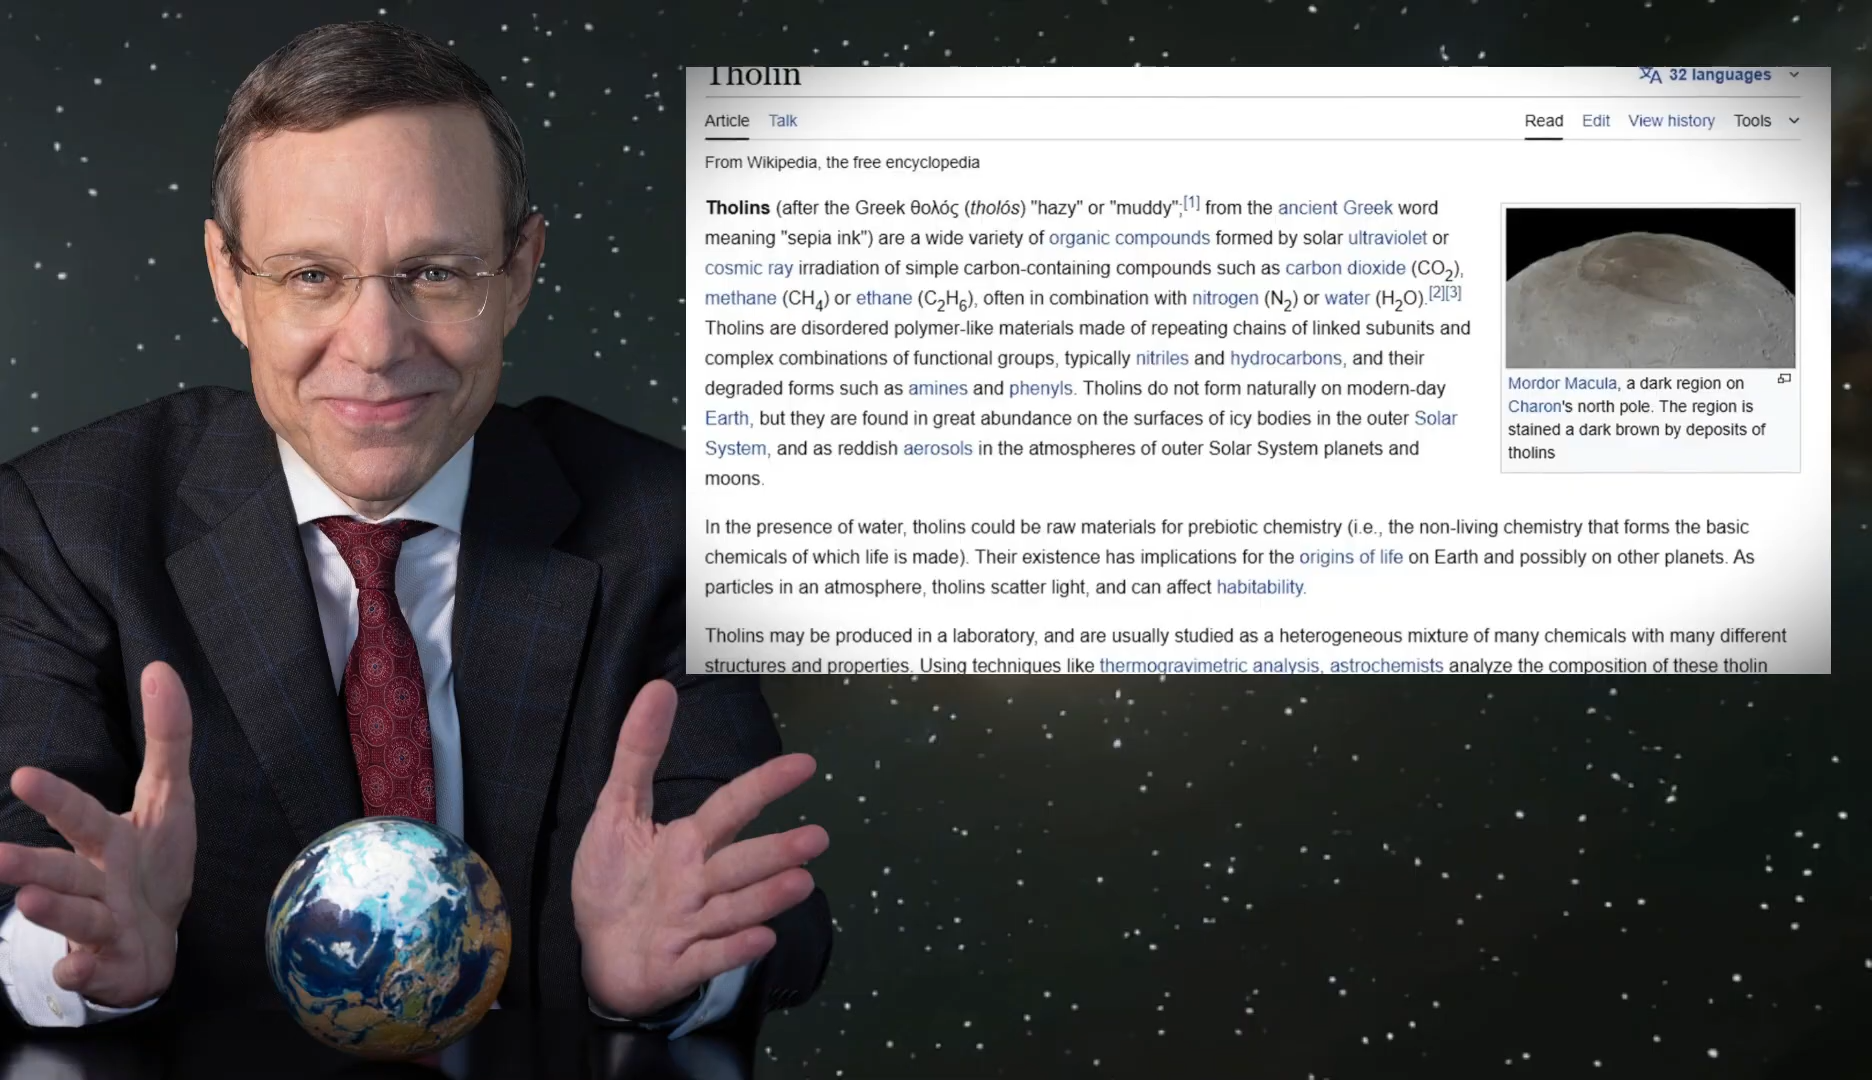 Tholin
32 languages
Article Talk
Read Edit View history Tools
From Wikipedia, the free encyclopedia
Tholins (after the Greek θολός (tholós) "hazy" or "muddy";[1] from the ancient Greek word
meaning "sepia ink") are a wide variety of organic compounds formed by solar ultraviolet or
cosmic ray irradiation of simple carbon-containing compounds such as carbon dioxide (CO2),
methane (CH4) or ethane (C2H6), often in combination with nitrogen (N2) or water (H2O).[2][3]
Tholins are disordered polymer-like materials made of repeating chains of linked subunits and
complex combinations of functional groups, typically nitriles and hydrocarbons, and their
degraded forms such as amines and phenyls. Tholins do not form naturally on modern-day
Earth, but they are found in great abundance on the surfaces of icy bodies in the outer Solar
System, and as reddish aerosols in the atmospheres of outer Solar System planets and
moons.
Mordor Macula, a dark region on
Charon's north pole. The region is
stained a dark brown by deposits of
tholins
In the presence of water, tholins could be raw materials for prebiotic chemistry (i.e., the non-living chemistry that forms the basic
chemicals of which life is made). Their existence has implications for the origins of life on Earth and possibly on other planets. As
particles in an atmosphere, tholins scatter light, and can affect habitability.
Tholins may be produced in a laboratory, and are usually studied as a heterogeneous mixture of many chemicals with many different
structures and properties. Using techniques like thermogravimetric analysis, astrochemists analyze the composition of these tholin